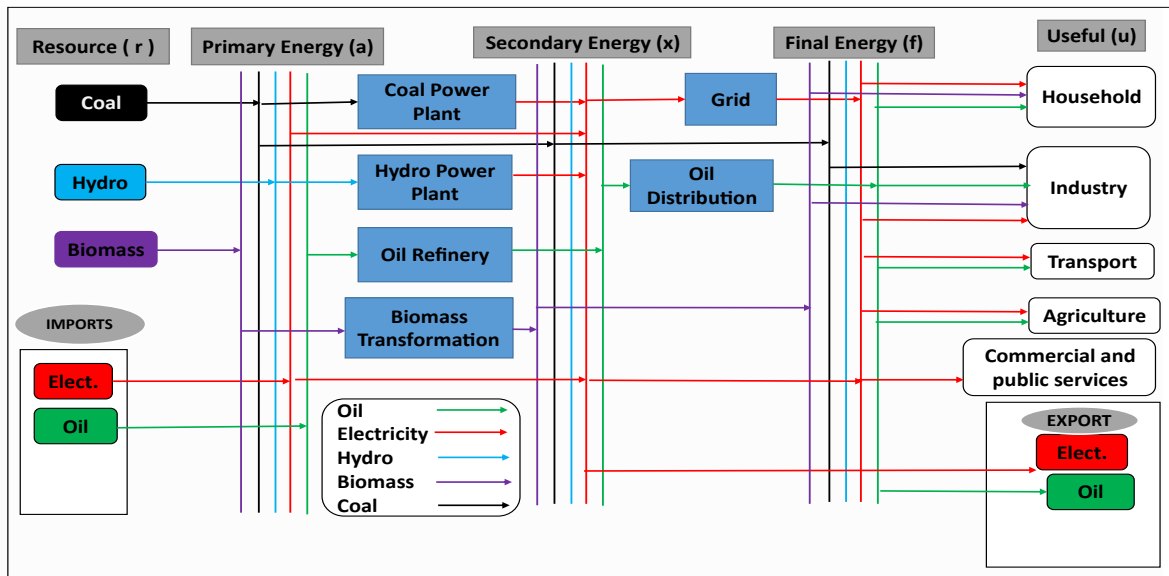 Resource ( r )
Primary Energy (a)
Secondary Energy (x)
Final Energy (f)
Useful (u)
Coal
Coal Power
Plant
Grid
Household
Hydro
Hydro Power
Plant
Oil
Distribution
Industry
Biomass
Oil Refinery
Transport
IMPORTS
Biomass
Transformation
Agriculture
Commercial and
public services
Elect.
Oil
Oil
Electricity
Hydro
Biomass
Coal
EXPORT
Elect.
Oil